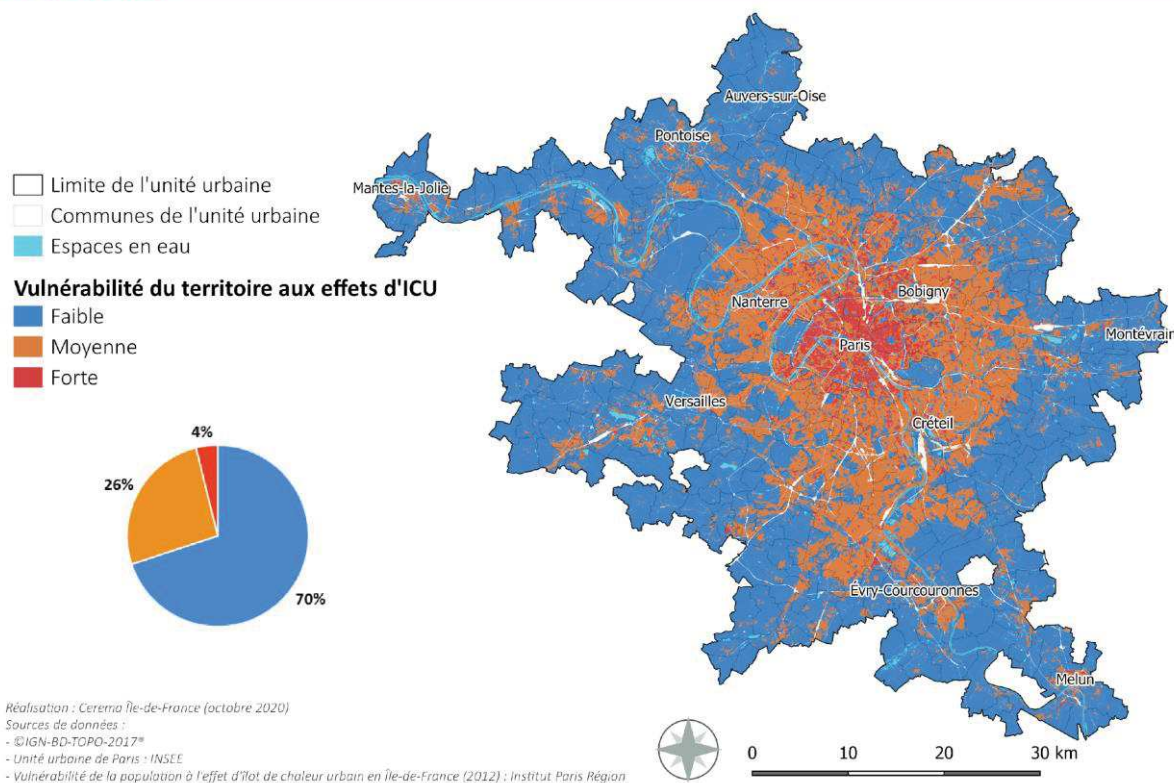 Auvers-sur-Oise
Pontoise
Mantes-la-Jolie
Limite de l'unité urbaine
Communes de l'unité urbaine
Espaces en eau
Vulnérabilité du territoire aux effets d'ICU
Faible
Moyenne
Forte
Nanterre
Bobigny
Paris
Montévrain
Versailles
Créteil
Évry-Courcouronnes
Melun
4%
26%
70%
Réalisation : Cerema Île-de-France (octobre 2020)
Sources de données :
- ©IGN-BD-TOPO-2017®
- Unité urbaine de Paris : INSEE
- Vulnérabilité de la population à l'effet d'îlot de chaleur urbain en Île-de-France (2012) : Institut Paris Région
0 10 20 30 km